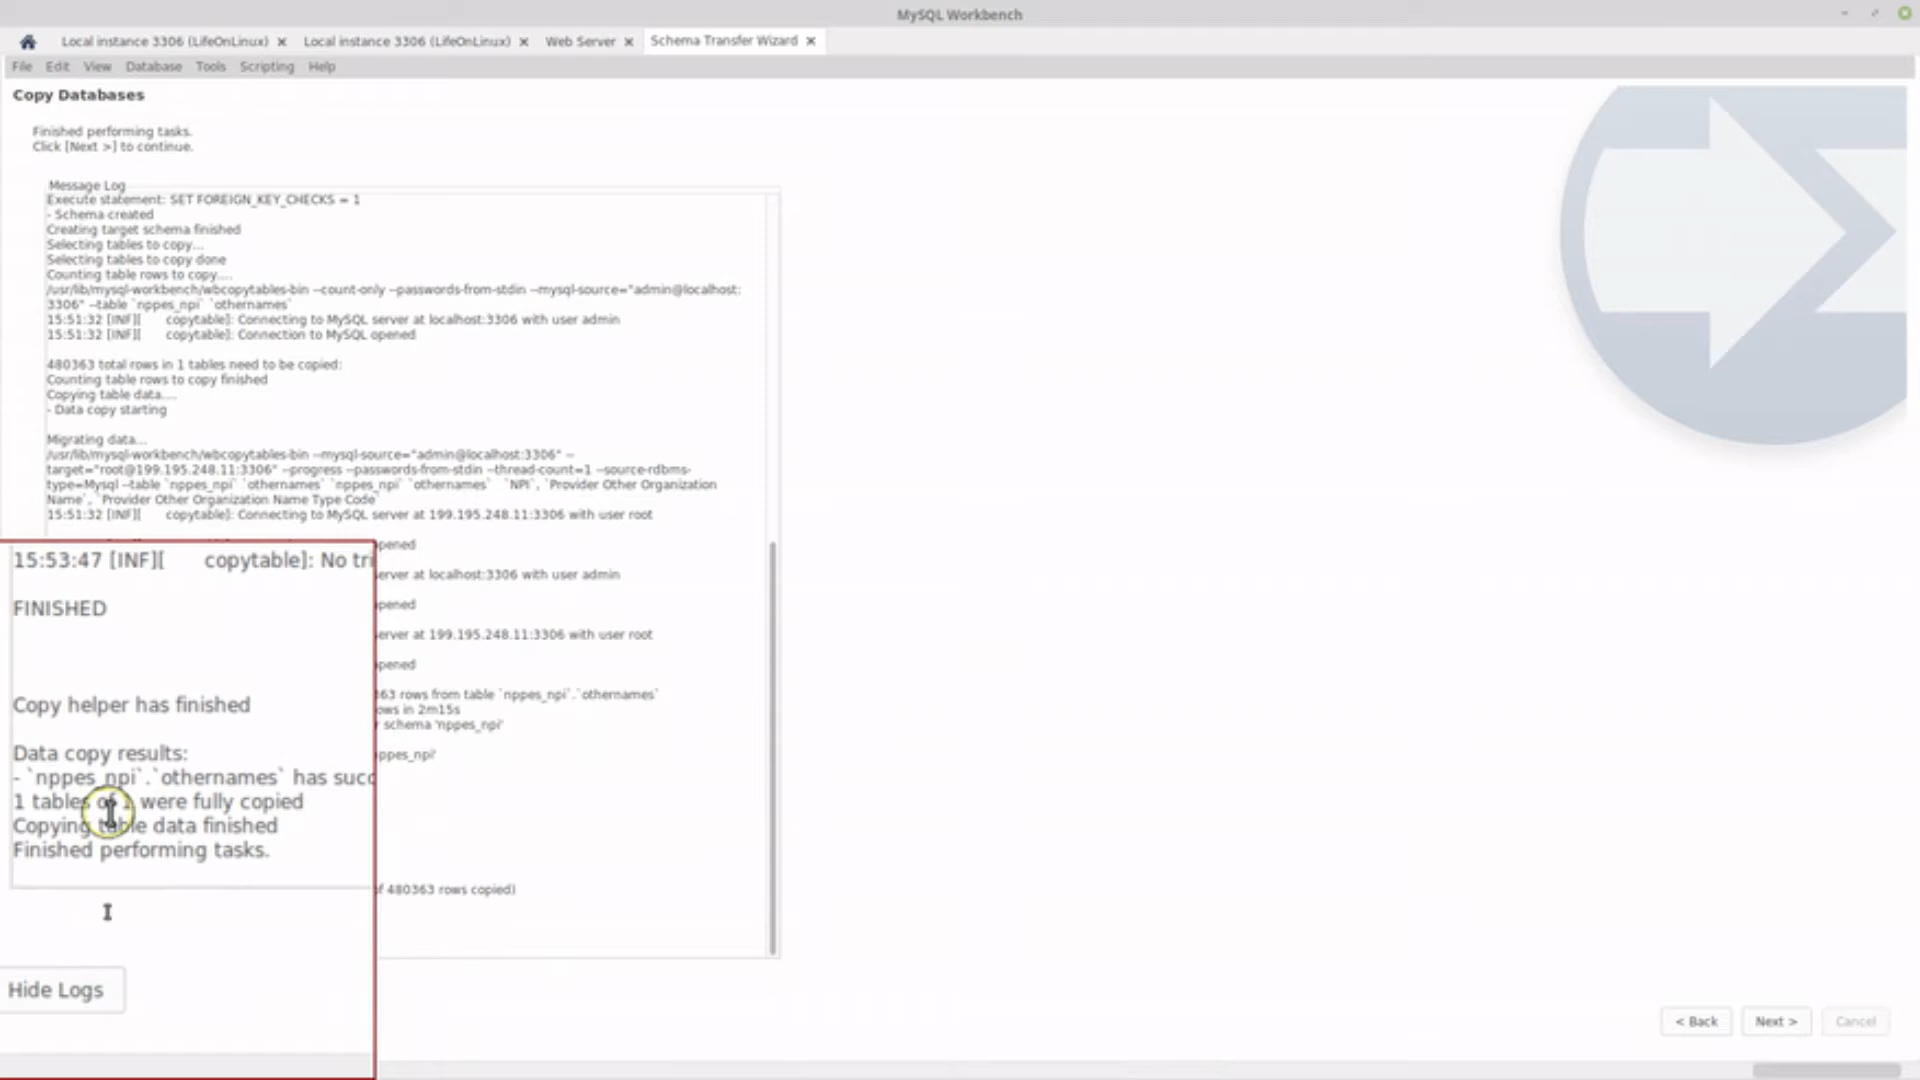 MySQL Workbench
Local instance 3306 (LifeOnLinux) Local instance 3306 (LifeOnLinux) Web Server Schema Transfer Wizard
File Edit View Database Tools Scripting Help
Copy Databases
Finished performing tasks.
Click [Next >] to continue.
Message Log
Execute statement: SET FOREIGN_KEY_CHECKS = 1
- Schema created
Creating target schema finished
Selecting tables to copy...
Selecting tables to copy done
Counting table rows to copy....
/usr/lib/mysql-workbench/wbcopytables-bin --count-only --passwords-from-stdin --mysql-source="admin@localhost:
3306" --table `nppes_npi` `othernames`
15:51:32 [INF][ copytable]: Connecting to MySQL server at localhost:3306 with user admin
15:51:32 [INF][ copytable]: Connection to MySQL opened
480363 total rows in 1 tables need to be copied:
Counting table rows to copy finished
Copying table data....
- Data copy starting
Migrating data...
/usr/lib/mysql-workbench/wbcopytables-bin --mysql-source="admin@localhost:3306" --
target="root@199.195.248.11:3306" --progress --passwords-from-stdin --thread-count=1 --source-rdbms-
type=Mysql --table `nppes_npi` `othernames` `nppes_npi` `othernames` `NPI`, `Provider Other Organization
Name`, `Provider Other Organization Name Type Code`
15:51:32 [INF][ copytable]: Connecting to MySQL server at 199.195.248.11:3306 with user root
pened
erver at localhost:3306 with user admin
pened
erver at 199.195.248.11:3306 with user root
pened
63 rows from table `nppes_npi`.`othernames`
ows in 2m15s
r schema 'nppes_npi'
ppes_npi'
f 480363 rows copied)
15:53:47 [INF][ copytable]: No tri
FINISHED
Copy helper has finished
Data copy results:
- `nppes_npi`.`othernames` has succ
1 tables of 1 were fully copied
Copying table data finished
Finished performing tasks.
Hide Logs
< Back Next > Cancel